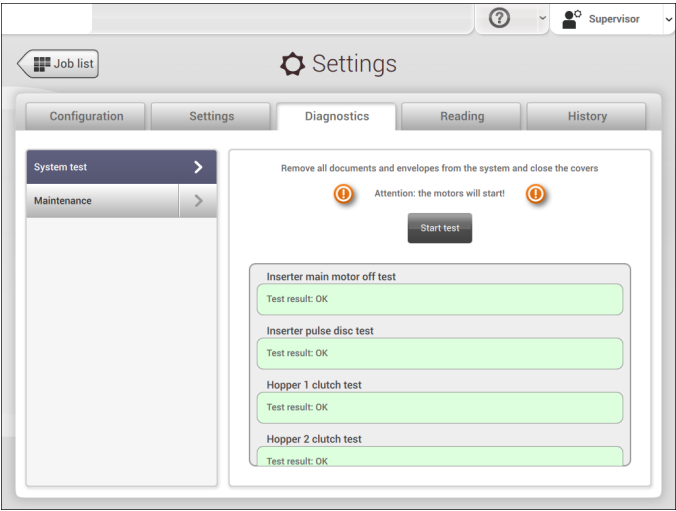 ?
Supervisor
Job list
Settings
Configuration
Settings
Diagnostics
Reading
History
System test
Maintenance
Remove all documents and envelopes from the system and close the covers
Attention: the motors will start!
Start test
Inserter main motor off test
Test result: OK
Inserter pulse disc test
Test result: OK
Hopper 1 clutch test
Test result: OK
Hopper 2 clutch test
Test result: OK